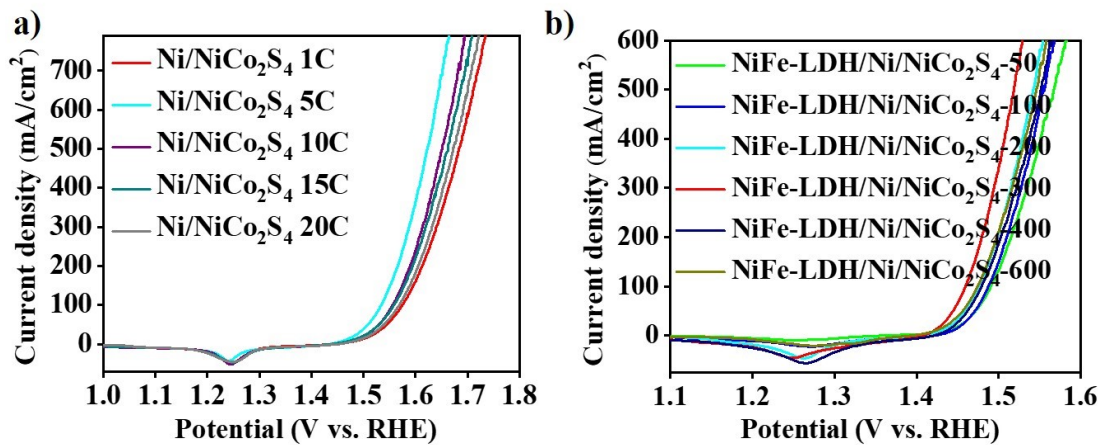 a)
Current density (mA/cm²)
700
600
500
400
300
200
100
0
Ni/NiCo₂S₄ 1C
Ni/NiCo₂S₄ 5C
Ni/NiCo₂S₄ 10C
Ni/NiCo₂S₄ 15C
Ni/NiCo₂S₄ 20C
1.0 1.1 1.2 1.3 1.4 1.5 1.6 1.7 1.8
Potential (V vs. RHE)
b)
Current density (mA/cm²)
600
500
400
300
200
100
0
NiFe-LDH/Ni/NiCo₂S₄-50
NiFe-LDH/Ni/NiCo₂S₄-100
NiFe-LDH/Ni/NiCo₂S₄-200
NiFe-LDH/Ni/NiCo₂S₄-300
NiFe-LDH/Ni/NiCo₂S₄-400
NiFe-LDH/Ni/NiCo₂S₄-600
1.1 1.2 1.3 1.4 1.5 1.6
Potential (V vs. RHE)